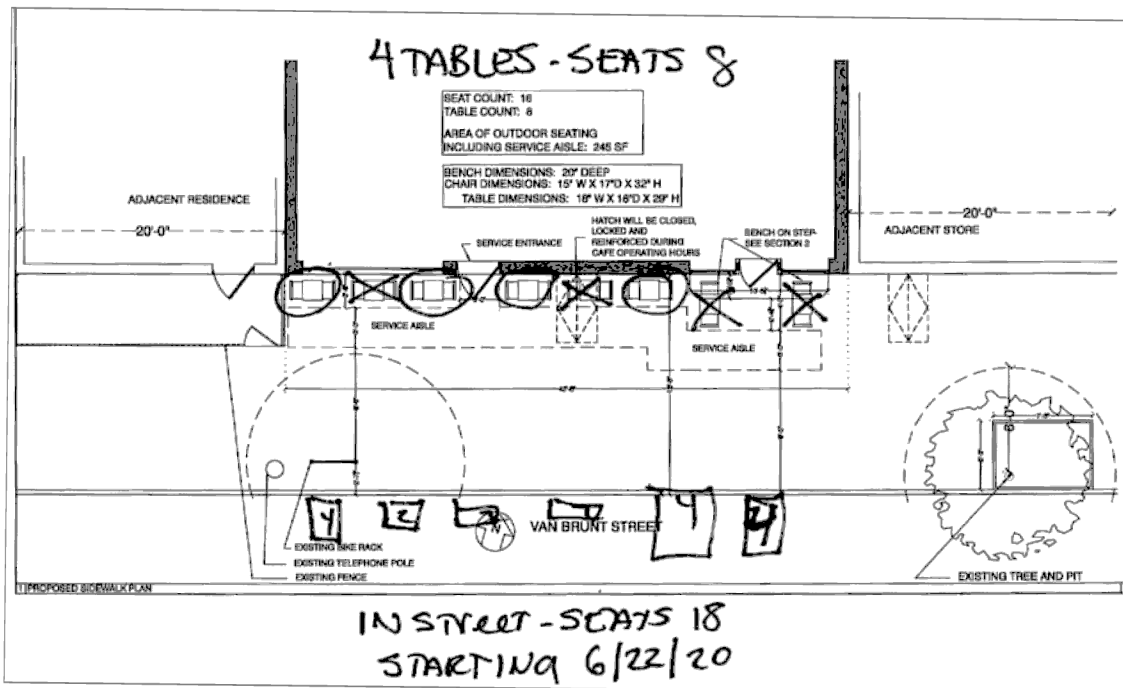 4 TABLES - SEATS 8
SEAT COUNT: 16
TABLE COUNT: 8
AREA OF OUTDOOR SEATING
INCLUDING SERVICE AISLE: 245 SF
BENCH DIMENSIONS: 20" DEEP
CHAIR DIMENSIONS: 15" W X 17"D X 32" H
TABLE DIMENSIONS: 18" W X 16"D X 29" H
ADJACENT RESIDENCE
20'-0"
SERVICE ENTRANCE
HATCH WILL BE CLOSED,
LOCKED AND
REINFORCED DURING
CAFE OPERATING HOURS
BENCH ON STEP-
SEE SECTION 2
20'-0"
ADJACENT STORE
SERVICE AISLE
SERVICE AISLE
4
2
4
4
N
VAN BRUNT STREET
EXISTING BIKE RACK
EXISTING TELEPHONE POLE
EXISTING FENCE
EXISTING TREE AND PIT
1 PROPOSED SIDEWALK PLAN
IN STreeT - SEATS 18
STARTING 6/22/20